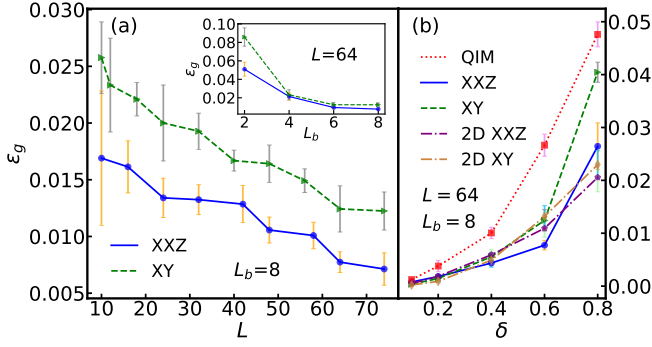 (a)
0.030
0.025
0.020
0.015
0.010
0.005
ε_g
10 20 30 40 50 60 70
L
XXZ
XY
L_b=8
0.10
0.08
0.06
0.04
0.02
ε_g
2 4 6 8
L_b
L=64
(b)
QIM
XXZ
XY
2D XXZ
2D XY
L = 64
L_b = 8
0.05
0.04
0.03
0.02
0.01
0.00
0.2 0.4 0.6 0.8
δ